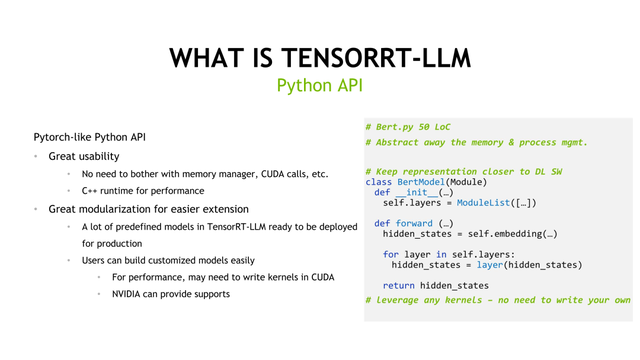 WHAT IS TENSORRT-LLM
Python API
Pytorch-like Python API
• Great usability
• No need to bother with memory manager, CUDA calls, etc.
• C++ runtime for performance
• Great modularization for easier extension
• A lot of predefined models in TensorRT-LLM ready to be deployed
for production
• Users can build customized models easily
• For performance, may need to write kernels in CUDA
• NVIDIA can provide supports
# Bert.py 50 LoC
# Abstract away the memory & process mgmt.
# Keep representation closer to DL SW
class BertModel(Module)
def __init__(…)
self.layers = ModuleList([…])
def forward (…)
hidden_states = self.embedding(…)
for layer in self.layers:
hidden_states = layer(hidden_states)
return hidden_states
# leverage any kernels – no need to write your own